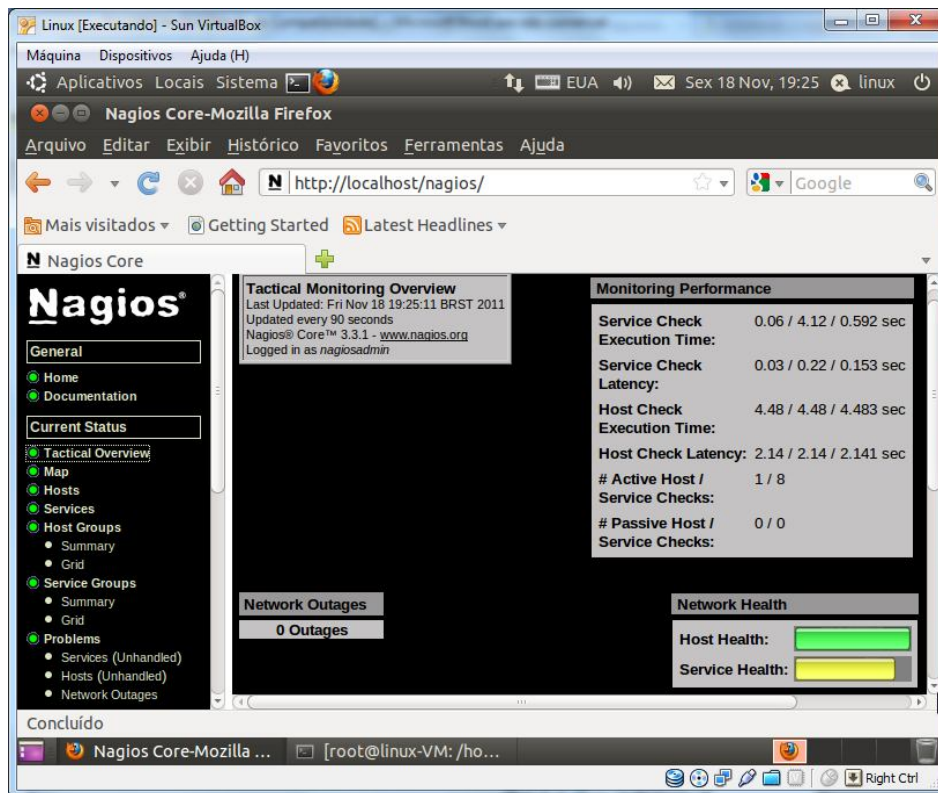 Linux [Executando] - Sun VirtualBox
Máquina Dispositivos Ajuda (H)
Aplicativos Locais Sistema EUA Sex 18 Nov, 19:25 linux
Nagios Core-Mozilla Firefox
Arquivo Editar Exibir Histórico Favoritos Ferramentas Ajuda
N http://localhost/nagios/ Google
Mais visitados Getting Started Latest Headlines
N Nagios Core
Nagios®
General
Home
Documentation
Current Status
Tactical Overview
Map
Hosts
Services
Host Groups
Summary
Grid
Service Groups
Summary
Grid
Problems
Services (Unhandled)
Hosts (Unhandled)
Network Outages
Tactical Monitoring Overview
Last Updated: Fri Nov 18 19:25:11 BRST 2011
Updated every 90 seconds
Nagios® Core™ 3.3.1 - www.nagios.org
Logged in as nagiosadmin
Monitoring Performance
Service Check Execution Time: 0.06 / 4.12 / 0.592 sec
Service Check Latency: 0.03 / 0.22 / 0.153 sec
Host Check Execution Time: 4.48 / 4.48 / 4.483 sec
Host Check Latency: 2.14 / 2.14 / 2.141 sec
# Active Host / Service Checks: 1 / 8
# Passive Host / Service Checks: 0 / 0
Network Outages
0 Outages
Network Health
Host Health:
Service Health:
Concluído
Nagios Core-Mozilla ... [root@linux-VM: /ho...
Right Ctrl